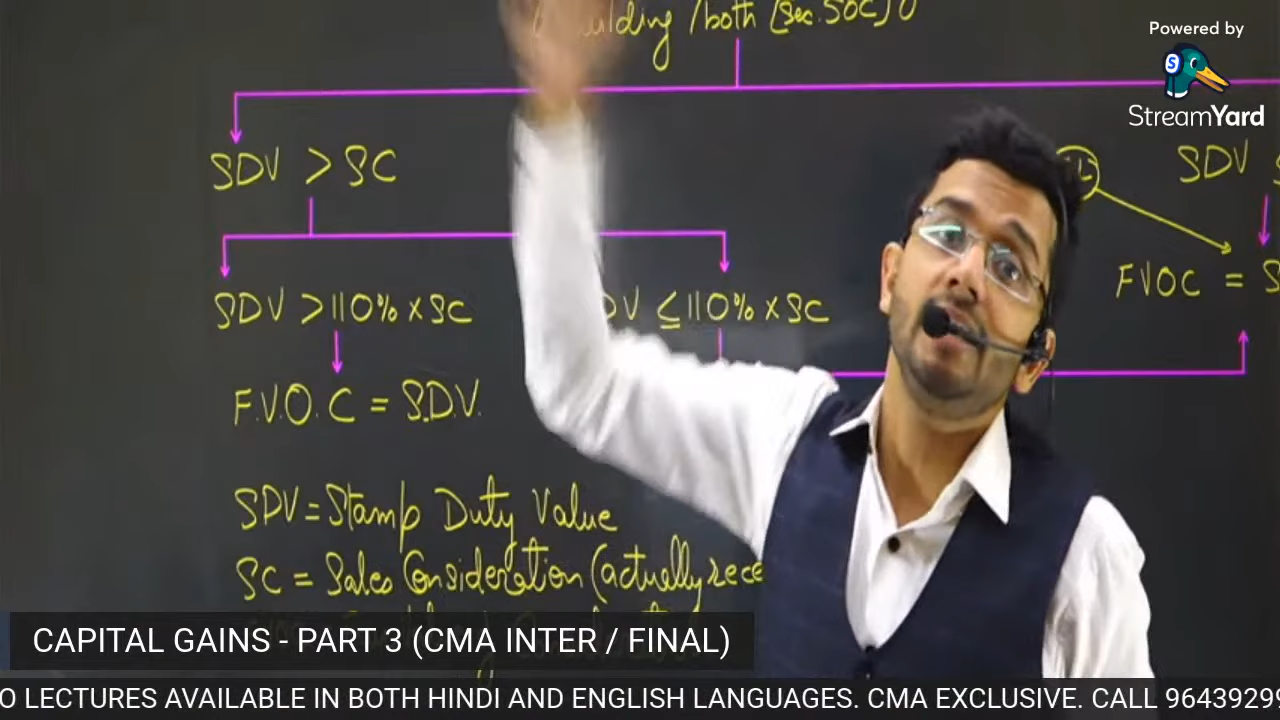 /both (Sec. 50C)
Powered by
StreamYard
SDV > SC
SDV
SDV > 110% x SC
DV ≤ 110% x SC
FVOC = S
F.V.O.C = S.D.V.
SDV = Stamp Duty Value
SC = Sales Consideration (actually rece
CAPITAL GAINS - PART 3 (CMA INTER / FINAL)
O LECTURES AVAILABLE IN BOTH HINDI AND ENGLISH LANGUAGES. CMA EXCLUSIVE. CALL 9643929